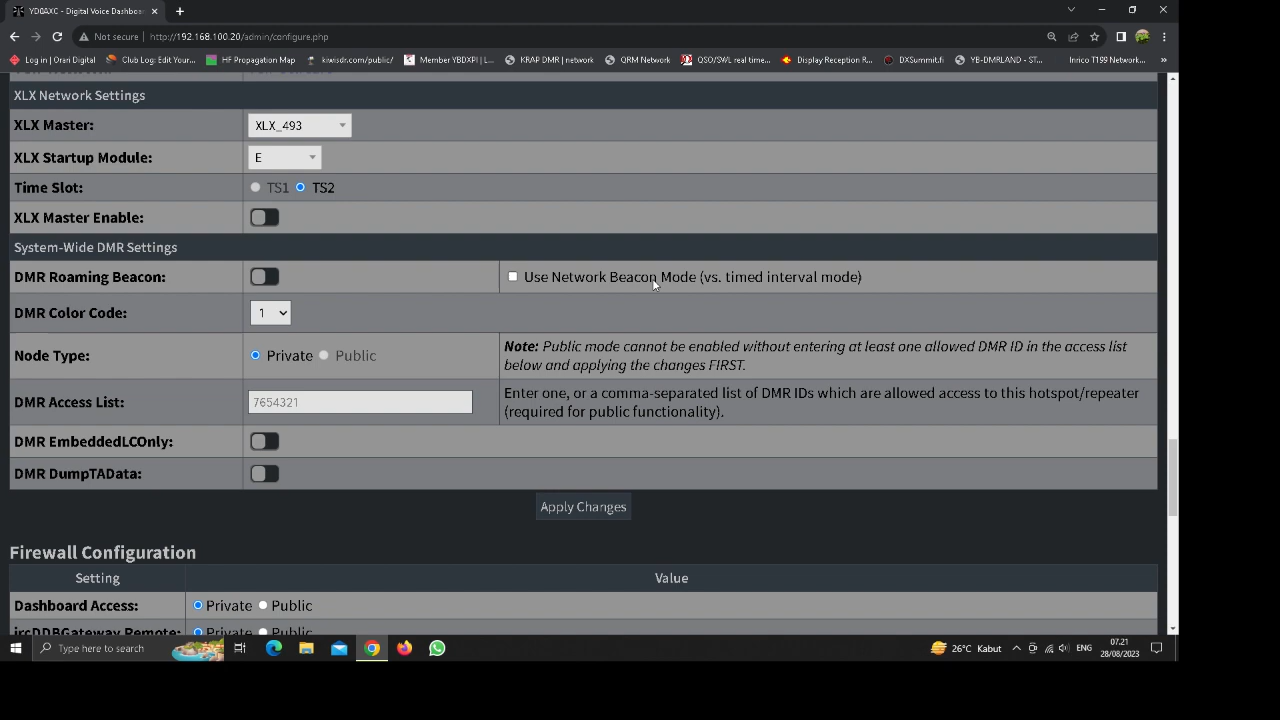 YD0AXC - Digital Voice Dashboa
Not secure | http://192.168.100.20/admin/configure.php
Log in | Oran Digital
Club Log: Edit Your...
HF Propagation Map
kiwisdr.com/public/
Member YBDXPI | L...
KRAP DMR | network
QRM Network
QSO/SWL real time...
Display Reception R...
DXSummit.fi
YB-DMRLAND - ST...
Inrico T199 Network...
XLX Network Settings
XLX Master: XLX_493
XLX Startup Module: E
Time Slot: TS1 TS2
XLX Master Enable:
System-Wide DMR Settings
DMR Roaming Beacon: Use Network Beacon Mode (vs. timed interval mode)
DMR Color Code: 1
Node Type: Private Public
Note: Public mode cannot be enabled without entering at least one allowed DMR ID in the access list
below and applying the changes FIRST.
DMR Access List: 7654321
Enter one, or a comma-separated list of DMR IDs which are allowed access to this hotspot/repeater
(required for public functionality).
DMR EmbeddedLCOnly:
DMR DumpTAData:
Apply Changes
Firewall Configuration
Setting Value
Dashboard Access: Private Public
ircDDBGateway Remote: Private Public
Type here to search
26°C Kabut
ENG
07.21
28/08/2023